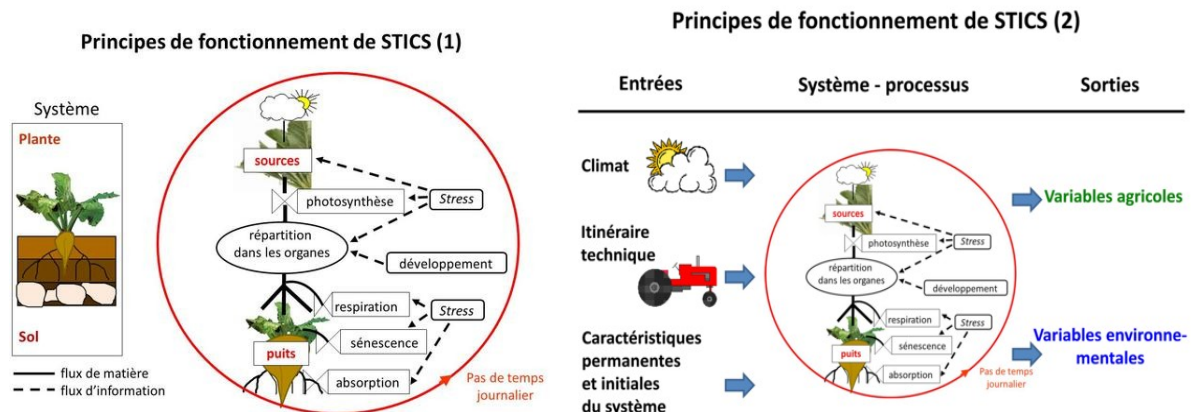 Principes de fonctionnement de STICS (1)
Système
Plante
Sol
flux de matière
flux d'information
sources
photosynthèse
Stress
répartition
dans les organes
développement
respiration
Stress
sénescence
puits
absorption
Pas de temps
journalier
Principes de fonctionnement de STICS (2)
Entrées
Système - processus
Sorties
Climat
Itinéraire
technique
Caractéristiques
permanentes
et initiales
du système
sources
photosynthèse
Stress
répartition
dans les organes
développement
respiration
Stress
sénescence
puits
absorption
Pas de temps
journalier
Variables agricoles
Variables environne-
mentales